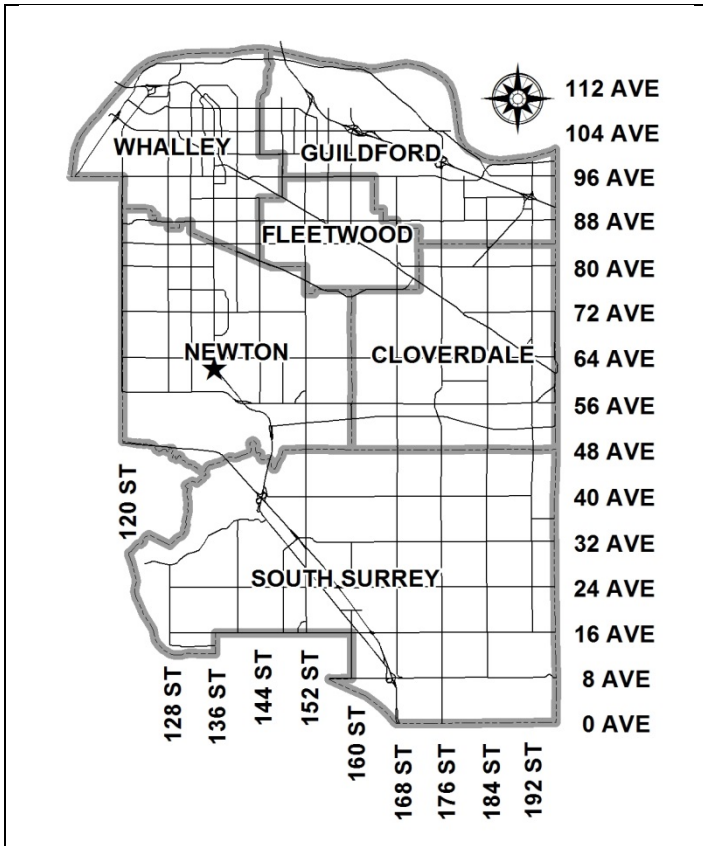 112 AVE
104 AVE
WHALLEY
GUILDFORD
96 AVE
88 AVE
FLEETWOOD
80 AVE
72 AVE
NEWTON
CLOVERDALE
64 AVE
56 AVE
48 AVE
120 ST
40 AVE
32 AVE
SOUTH SURREY
24 AVE
16 AVE
128 ST
136 ST
144 ST
152 ST
8 AVE
160 ST
0 AVE
168 ST
176 ST
184 ST
192 ST